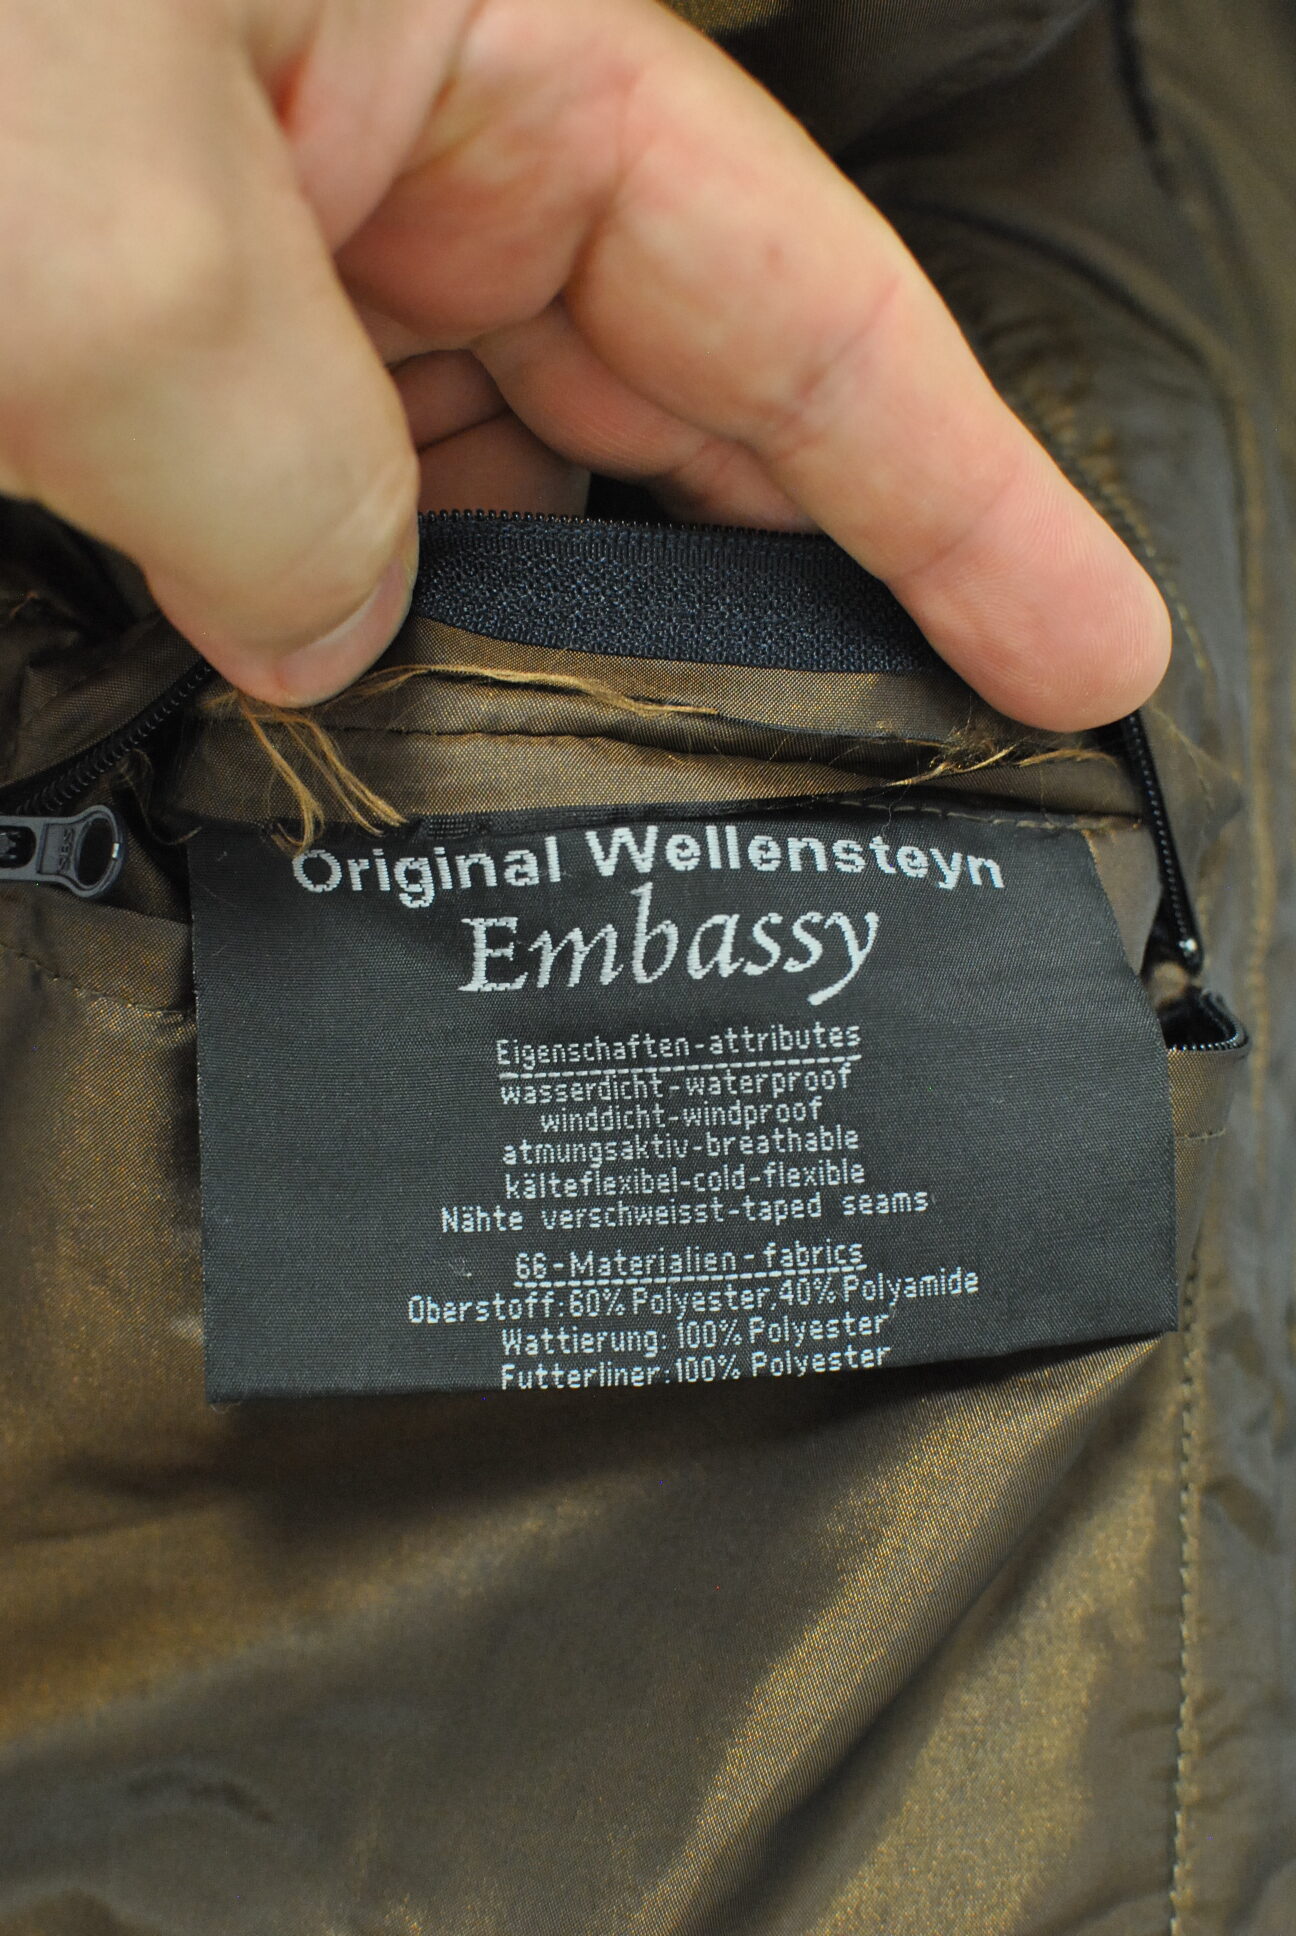 Original Wellensteyn
Embassy
Eigenschaften-attributes
wasserdicht-waterproof
winddicht-windproof
atmungsaktiv-breathable
kälteflexibel-cold-flexible
Nähte verschweisst-taped seams
66-Materialien-fabrics
Oberstoff:60% Polyester,40% Polyamide
Wattierung: 100% Polyester
Futterliner:100% Polyester